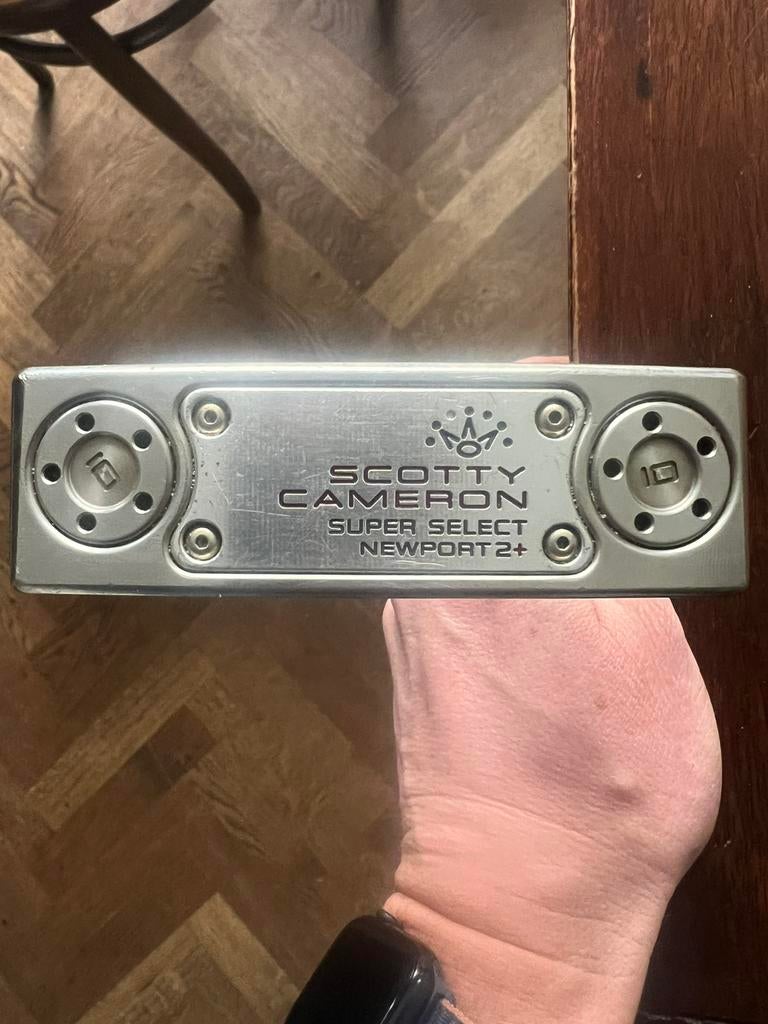 SCOTTY
CAMERON
SUPER SELECT
NEWPORT 2+
10
10